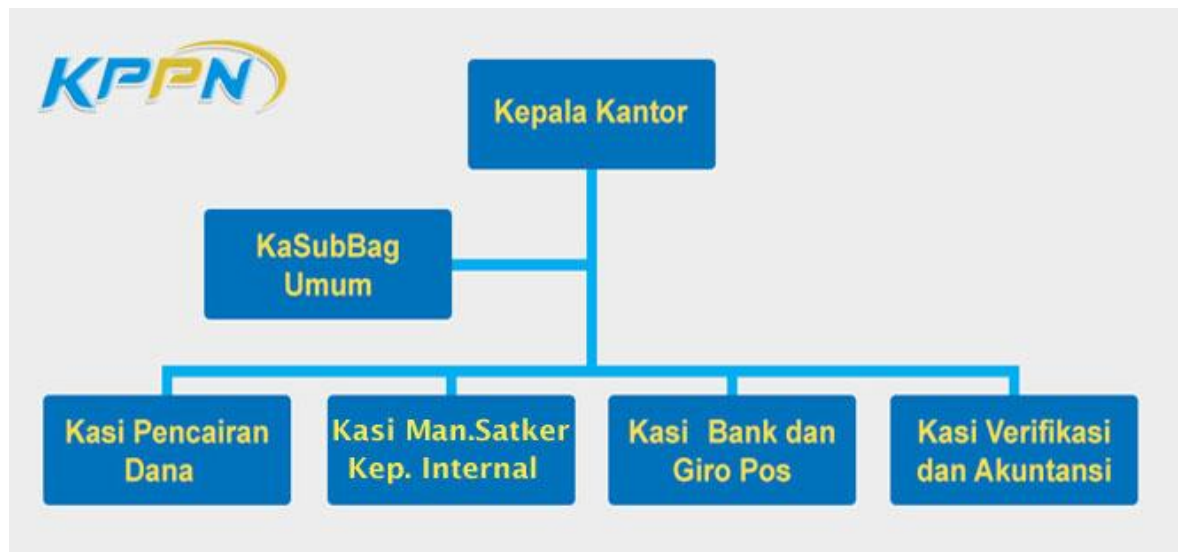 KPPN
Kepala Kantor
KaSubBag
Umum
Kasi Pencairan
Dana
Kasi Man.Satker
Kep. Internal
Kasi Bank dan
Giro Pos
Kasi Verifikasi
dan Akuntansi